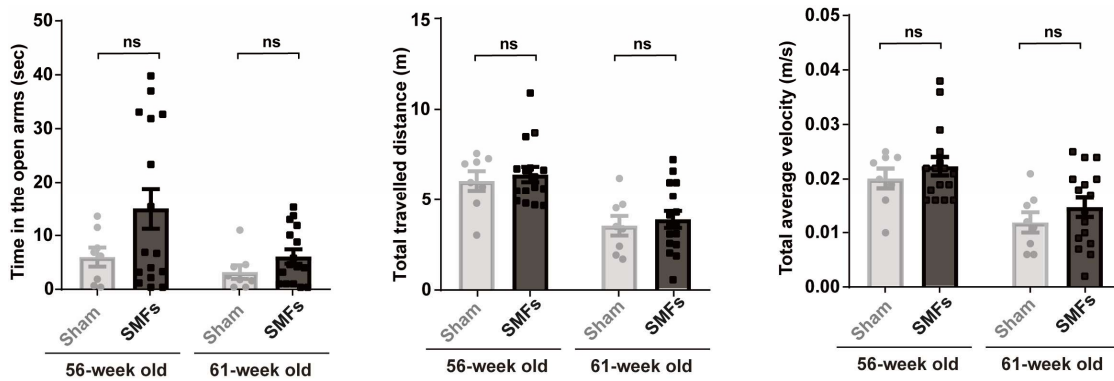 Time in the open arms (sec)
50
40
30
20
10
0
ns
ns
Sham
SMFs
Sham
SMFs
56-week old
61-week old
Total travelled distance (m)
15
10
5
0
ns
ns
Sham
SMFs
Sham
SMFs
56-week old
61-week old
Total average velocity (m/s)
0.05
0.04
0.03
0.02
0.01
0.00
ns
ns
Sham
SMFs
Sham
SMFs
56-week old
61-week old